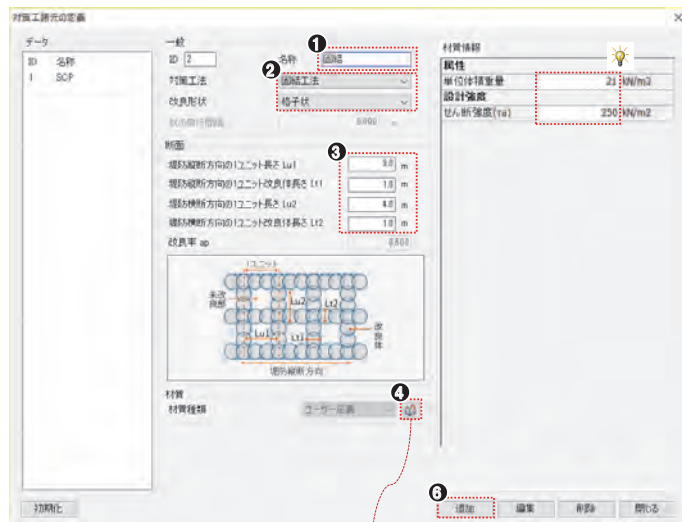 対策工諸元の定義
データ
ID 名称
1 SCP
一般
ID 2 名称 固結
対策工法 固結工法
改良形状 格子状
0.000 m
断面
堤防縦断方向の1ユニット長さ Lu1 3.0 m
堤防縦断方向の1ユニット改良体長さ Lt1 1.0 m
堤防横断方向の1ユニット長さ Lu2 4.0 m
堤防横断方向の1ユニット改良体長さ Lt2 1.0 m
改良率 ap
1ユニット
未改良部
Lu2 Lt2
Lu1 Lt1
改良体
堤防縦断方向
材質
材質種類 ユーザー定義
材質情報
属性
単位体積重量 21 kN/m3
設計強度
せん断強度(τa) 250 kN/m2
初期化 追加 編集 削除 閉じる
1
2
3
4
6